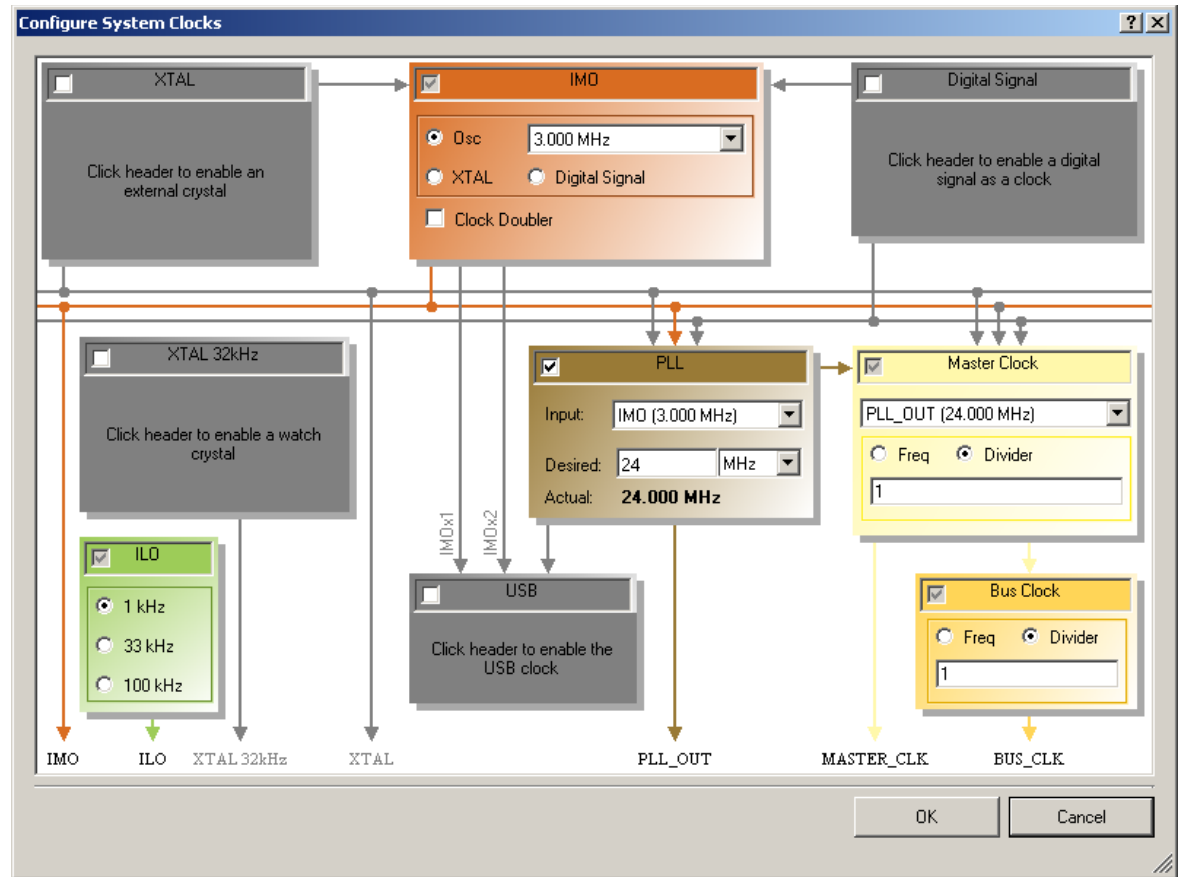 Configure System Clocks
XTAL
Click header to enable an
external crystal
IMO
Osc
3.000 MHz
XTAL
Digital Signal
Clock Doubler
Digital Signal
Click header to enable a digital
signal as a clock
XTAL 32kHz
Click header to enable a watch
crystal
PLL
Input:
IMO (3.000 MHz)
Desired:
24
MHz
Actual:
24.000 MHz
Master Clock
PLL_OUT (24.000 MHz)
Freq
Divider
1
IMOx1
IMOx2
ILO
1 kHz
33 kHz
100 kHz
USB
Click header to enable the
USB clock
Bus Clock
Freq
Divider
1
IMO
ILO
XTAL 32kHz
XTAL
PLL_OUT
MASTER_CLK
BUS_CLK
OK
Cancel